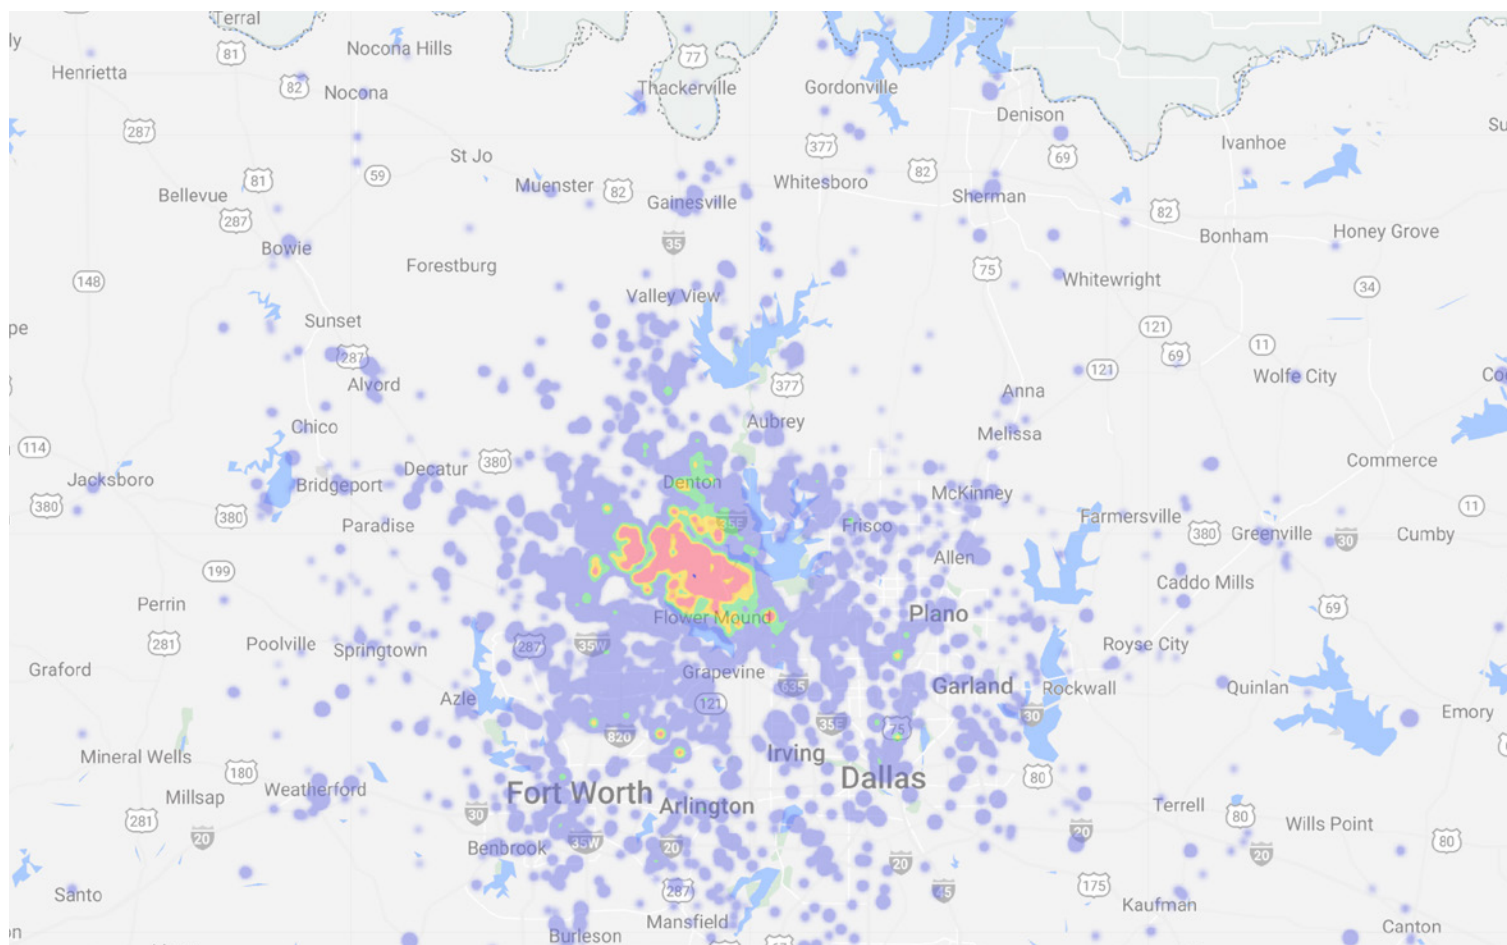 Terral
ly
81
Nocona Hills
77
Henrietta
82
Nocona
Thackerville
Gordonville
Denison
287
Su
St Jo
377
69
Ivanhoe
59
81
Bellevue
Muenster
82
Gainesville
Whitesboro
82
Sherman
82
287
Bowie
35
Bonham
Honey Grove
Forestburg
75
Whitewright
148
Valley View
34
pe
Sunset
121
287
69
11
Alvord
377
121
Wolfe City
Co
Anna
Chico
Aubrey
Melissa
114
Decatur
380
Commerce
Jacksboro
Bridgeport
Denton
McKinney
380
380
Paradise
35E
Frisco
Farmersville
380
Greenville
30
Cumby
11
Allen
199
Caddo Mills
Perrin
Flower Mound
Plano
69
281
Poolville
Springtown
287
35W
Royse City
Graford
Grapevine
Azle
121
635
Garland
Rockwall
Quinlan
Emory
820
35E
75
30
Mineral Wells
180
Weatherford
Irving
Dallas
80
Millsap
Fort Worth
Arlington
Terrell
281
20
30
80
Wills Point
Benbrook
35W
20
20
20
20
80
Santo
287
45
175
Kaufman
on
Mansfield
Burleson
Canton
67